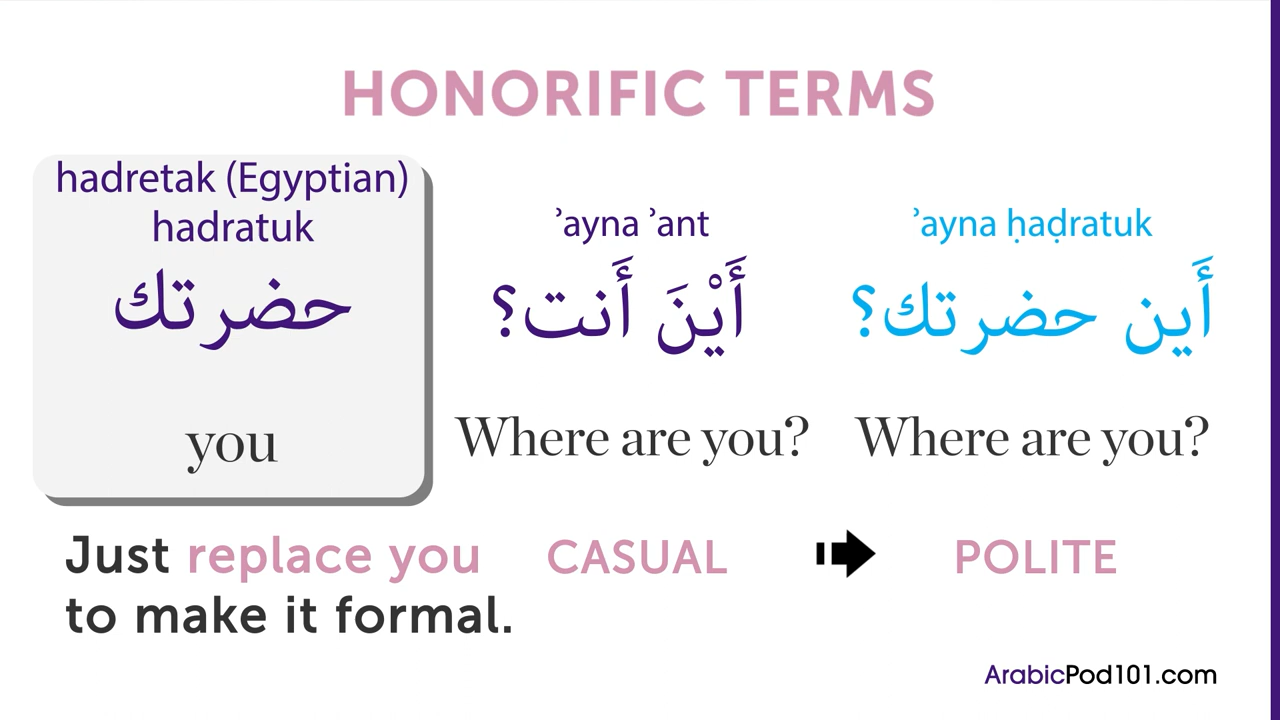 HONORIFIC TERMS
hadretak (Egyptian)
hadratuk
حضرتك
you
ʾayna ʾant
أَيْنَ أَنت؟
Where are you?
ʾayna ḥaḍratuk
أَين حضرتك؟
Where are you?
Just replace you
to make it formal.
CASUAL
POLITE
ArabicPod101.com